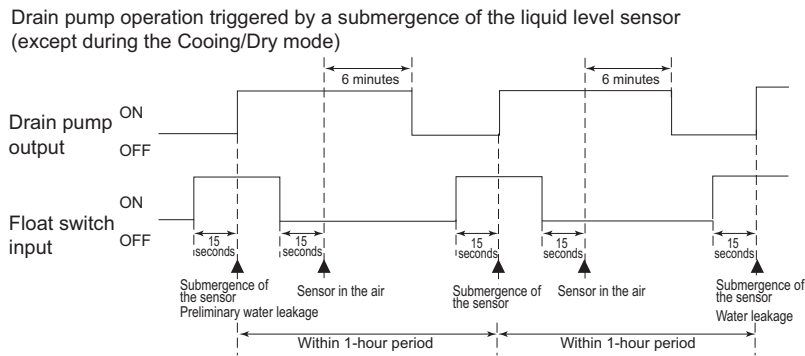 Drain pump operation triggered by a submergence of the liquid level sensor
(except during the Cooing/Dry mode)
6 minutes
6 minutes
Drain pump
output
ON
OFF
Float switch
input
ON
OFF
15
seconds
15
seconds
15
seconds
15
seconds
15
seconds
Submergence of
the sensor
Preliminary water leakage
Sensor in the air
Submergence of
the sensor
Sensor in the air
Submergence of
the sensor
Water leakage
Within 1-hour period
Within 1-hour period